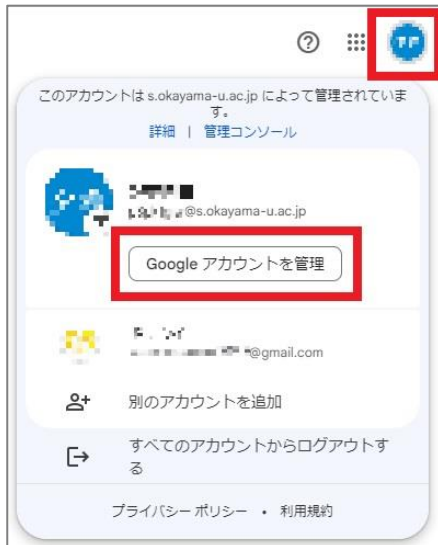 このアカウントは s.okayama-u.ac.jp によって管理されていま
す。
詳細 | 管理コンソール
@s.okayama-u.ac.jp
Google アカウントを管理
@gmail.com
別のアカウントを追加
すべてのアカウントからログアウトす
る
プライバシー ポリシー • 利用規約